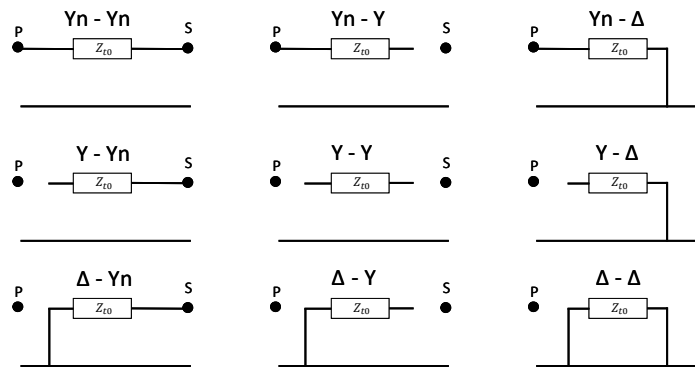 Yn - Yn
P
S
Zt0
Yn - Y
P
S
Zt0
Yn - Δ
P
Zt0
Y - Yn
P
S
Zt0
Y - Y
P
S
Zt0
Y - Δ
P
Zt0
Δ - Yn
P
S
Zt0
Δ - Y
P
S
Zt0
Δ - Δ
P
Zt0